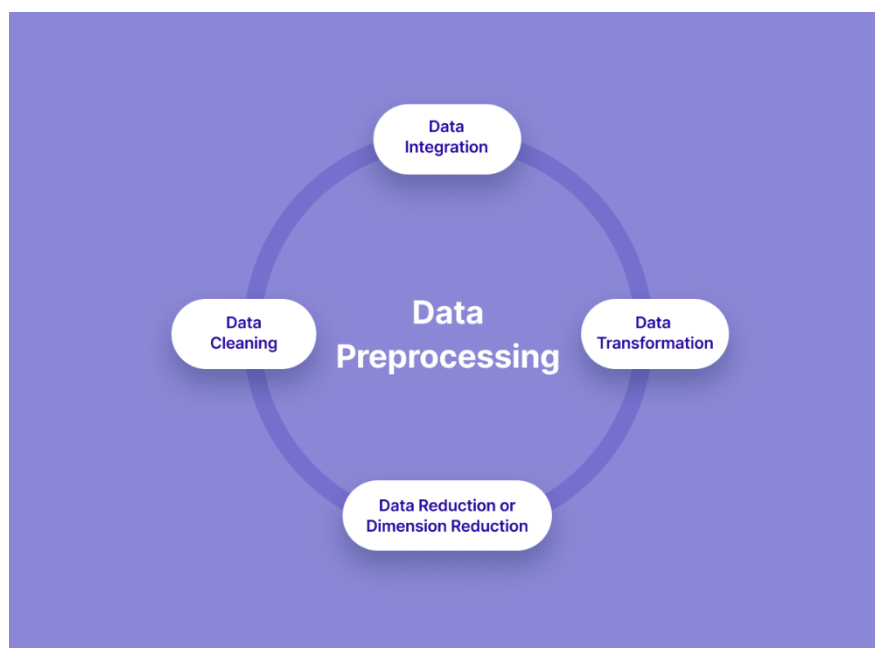 Data
Integration
Data
Cleaning
Data
Preprocessing
Data
Transformation
Data Reduction or
Dimension Reduction